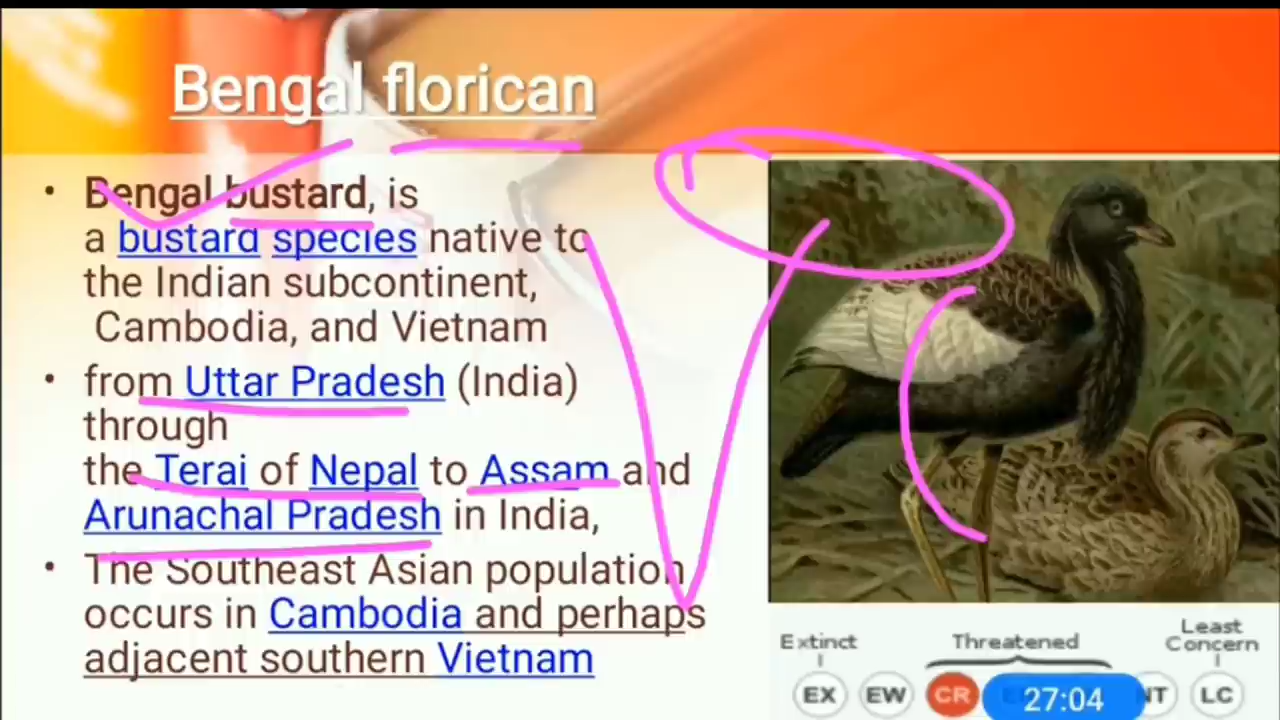 Bengal florican
• Bengal bustard, is
a bustard species native to
the Indian subcontinent,
Cambodia, and Vietnam
• from Uttar Pradesh (India)
through
the Terai of Nepal to Assam and
Arunachal Pradesh in India,
• The Southeast Asian population
occurs in Cambodia and perhaps
adjacent southern Vietnam
Extinct Threatened Least
Concern
EX EW CR NT LC
27:04